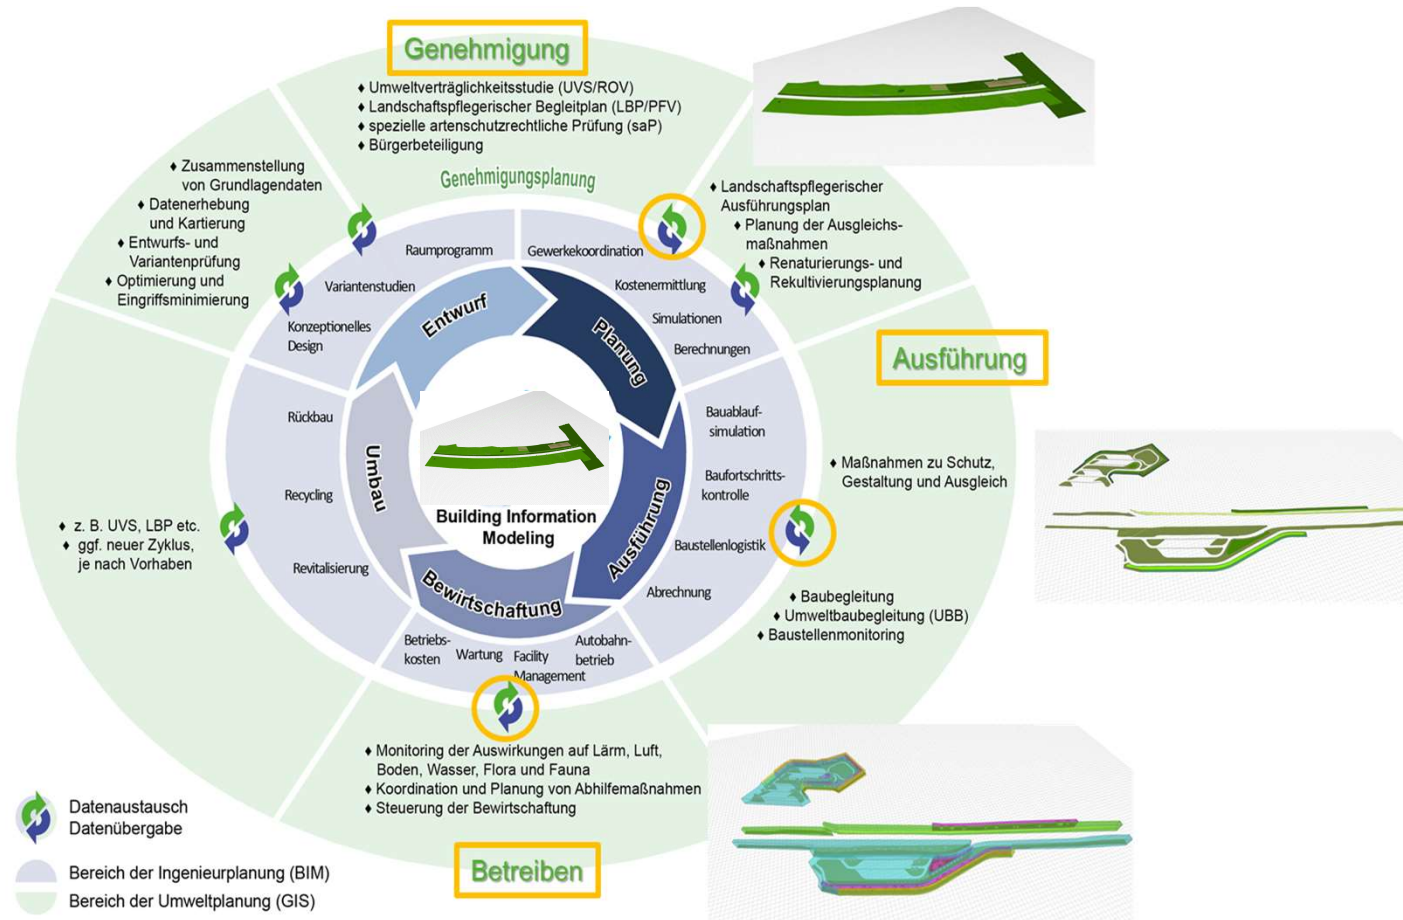 Genehmigung
♦ Umweltverträglichkeitsstudie (UVS/ROV)
♦ Landschaftspflegerischer Begleitplan (LBP/PFV)
♦ spezielle artenschutzrechtliche Prüfung (saP)
♦ Bürgerbeteiligung
Genehmigungsplanung
♦ Zusammenstellung
von Grundlagendaten
♦ Datenerhebung
und Kartierung
♦ Entwurfs- und
Variantenprüfung
♦ Optimierung und
Eingriffsminimierung
♦ Landschaftspflegerischer
Ausführungsplan
♦ Planung der Ausgleichs-
maßnahmen
♦ Renaturierungs- und
Rekultivierungsplanung
Raumprogramm
Variantenstudien
Konzeptionelles
Design
Gewerkekoordination
Kostenermittlung
Simulationen
Berechnungen
Entwurf
Planung
Ausführung
Bewirtschaftung
Umbau
Building Information
Modeling
Rückbau
Recycling
Revitalisierung
Bauablauf-
simulation
Baufortschritts-
kontrolle
Baustellenlogistik
Abrechnung
Betriebs-
kosten
Wartung
Facility
Management
Autobahn-
betrieb
Ausführung
♦ Maßnahmen zu Schutz,
Gestaltung und Ausgleich
♦ Baubegleitung
♦ Umweltbaubegleitung (UBB)
♦ Baustellenmonitoring
♦ z. B. UVS, LBP etc.
♦ ggf. neuer Zyklus,
je nach Vorhaben
♦ Monitoring der Auswirkungen auf Lärm, Luft,
Boden, Wasser, Flora und Fauna
♦ Koordination und Planung von Abhilfemaßnahmen
♦ Steuerung der Bewirtschaftung
Betreiben
Datenaustausch
Datenübergabe
Bereich der Ingenieurplanung (BIM)
Bereich der Umweltplanung (GIS)